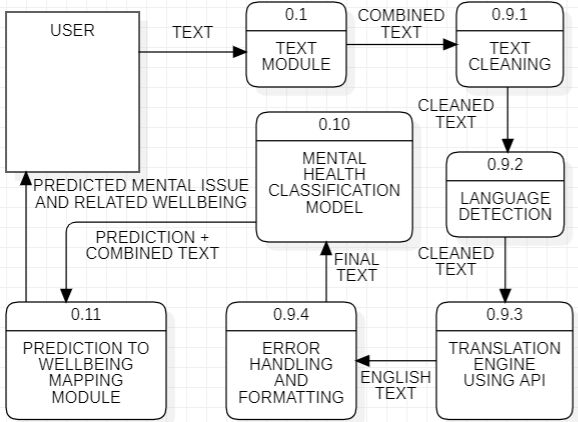 USER
TEXT
0.1
TEXT
MODULE
COMBINED
TEXT
0.9.1
TEXT
CLEANING
CLEANED
TEXT
0.9.2
LANGUAGE
DETECTION
CLEANED
TEXT
0.9.3
TRANSLATION
ENGINE
USING API
ENGLISH
TEXT
0.9.4
ERROR
HANDLING
AND
FORMATTING
FINAL
TEXT
0.10
MENTAL
HEALTH
CLASSIFICATION
MODEL
PREDICTION +
COMBINED TEXT
0.11
PREDICTION TO
WELLBEING
MAPPING
MODULE
PREDICTED MENTAL ISSUE
AND RELATED WELLBEING